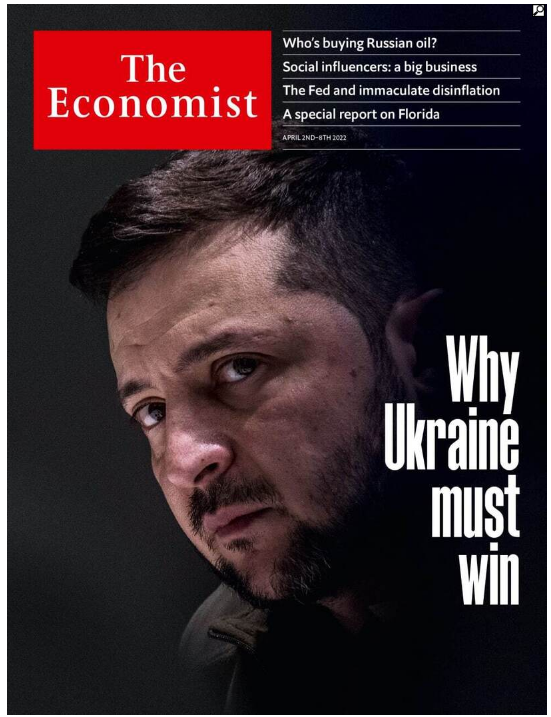 The
Economist
Who's buying Russian oil?
Social influencers: a big business
The Fed and immaculate disinflation
A special report on Florida
APRIL 2ND–8TH 2022
Why
Ukraine
must
win